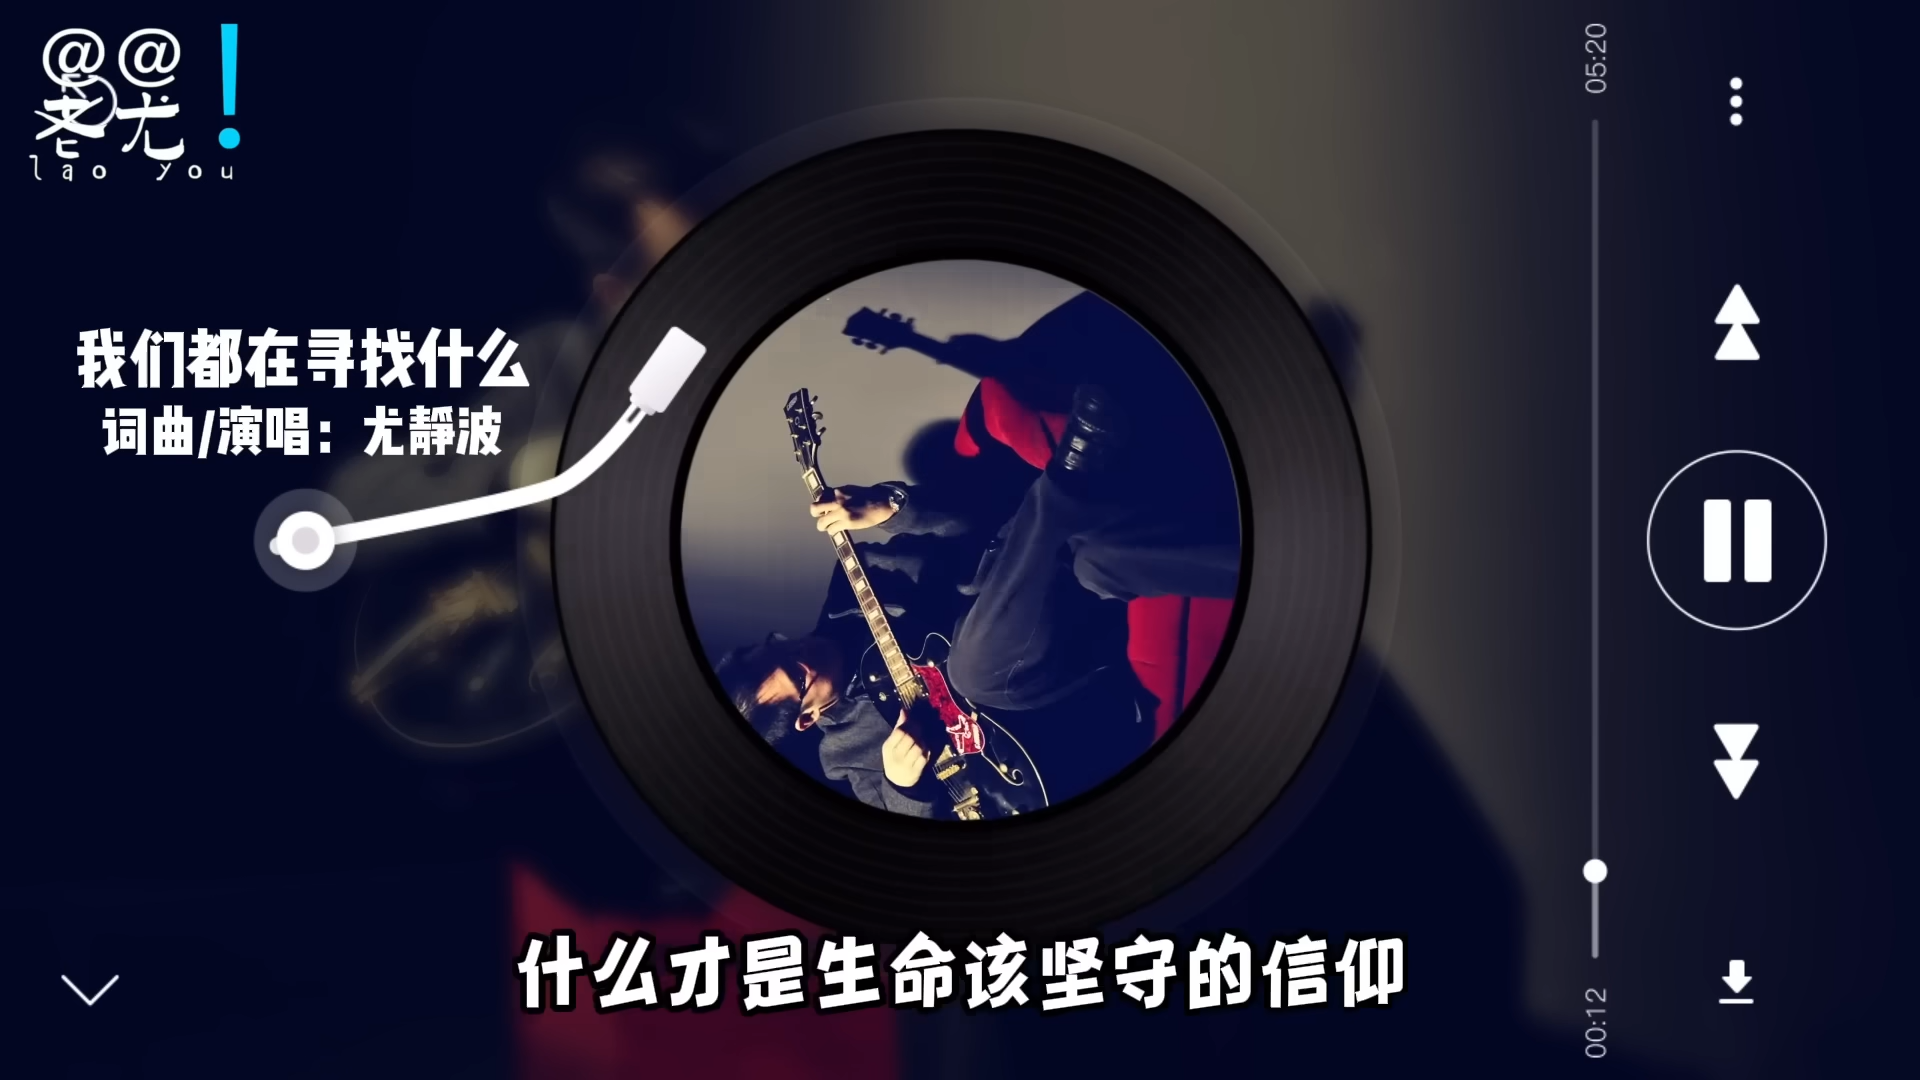 @@!
老尤
lao you
05:20
我们都在寻找什么
词曲/演唱：尤静波
什么才是生命该坚守的信仰
00:12